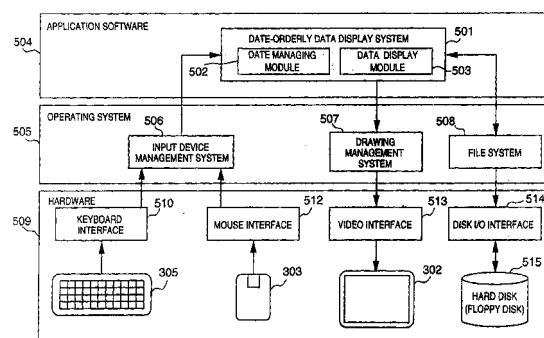 APPLICATION SOFTWARE
504
DATE-ORDERLY DATA DISPLAY SYSTEM
501
502
DATE MANAGING
MODULE
DATA DISPLAY
MODULE
503
OPERATING SYSTEM
505
506
INPUT DEVICE
MANAGEMENT SYSTEM
507
DRAWING
MANAGEMENT
SYSTEM
508
FILE SYSTEM
HARDWARE
509
510
KEYBOARD
INTERFACE
512
MOUSE INTERFACE
513
VIDEO INTERFACE
514
DISK I/O INTERFACE
305
303
302
515
HARD DISK
(FLOPPY DISK)